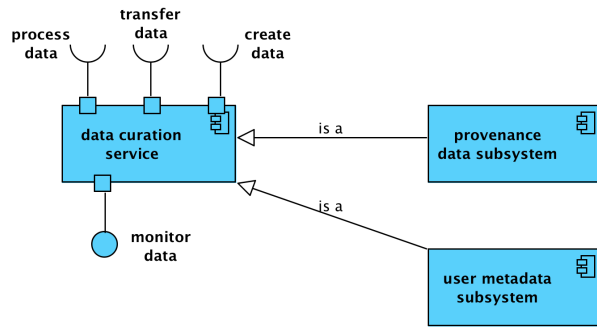 process
data
transfer
data
create
data
data curation
service
is a
provenance
data subsystem
is a
monitor
data
user metadata
subsystem